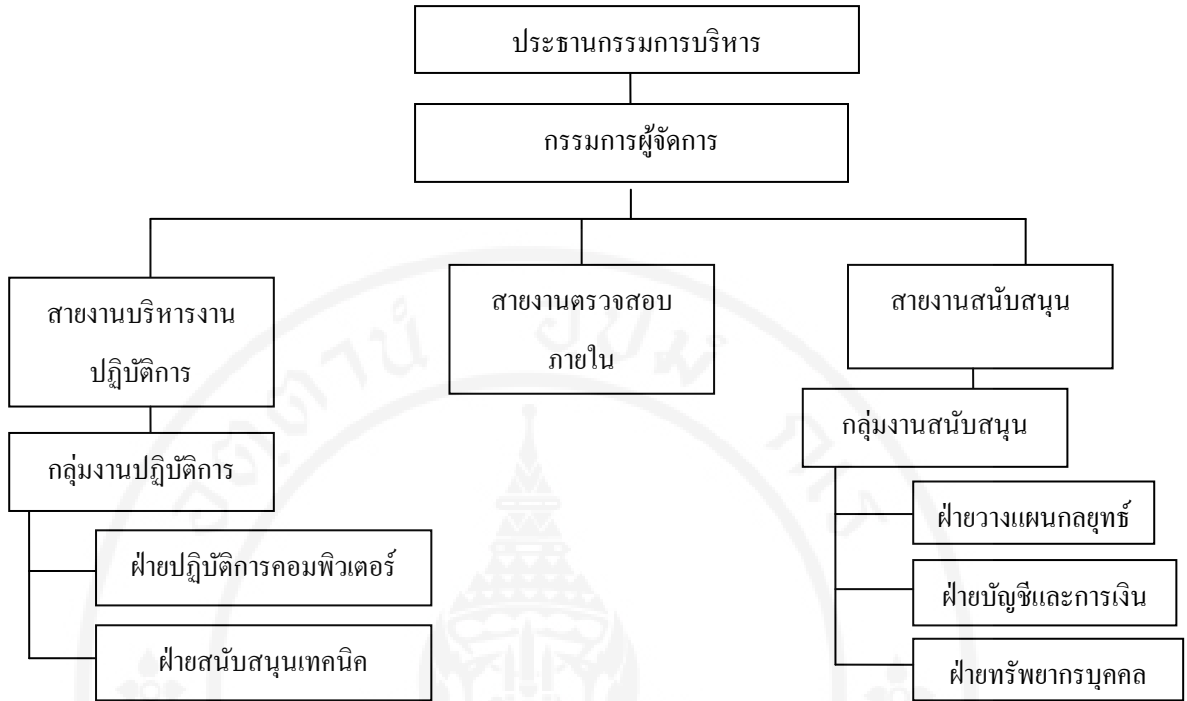 ประธานกรรมการบริหาร
กรรมการผู้จัดการ
สายงานบริหารงาน
ปฏิบัติการ
สายงานตรวจสอบ
ภายใน
สายงานสนับสนุน
กลุ่มงานปฏิบัติการ
กลุ่มงานสนับสนุน
ฝ่ายปฏิบัติการคอมพิวเตอร์
ฝ่ายสนับสนุนเทคนิค
ฝ่ายวางแผนกลยุทธ์
ฝ่ายบัญชีและการเงิน
ฝ่ายทรัพยากรบุคคล